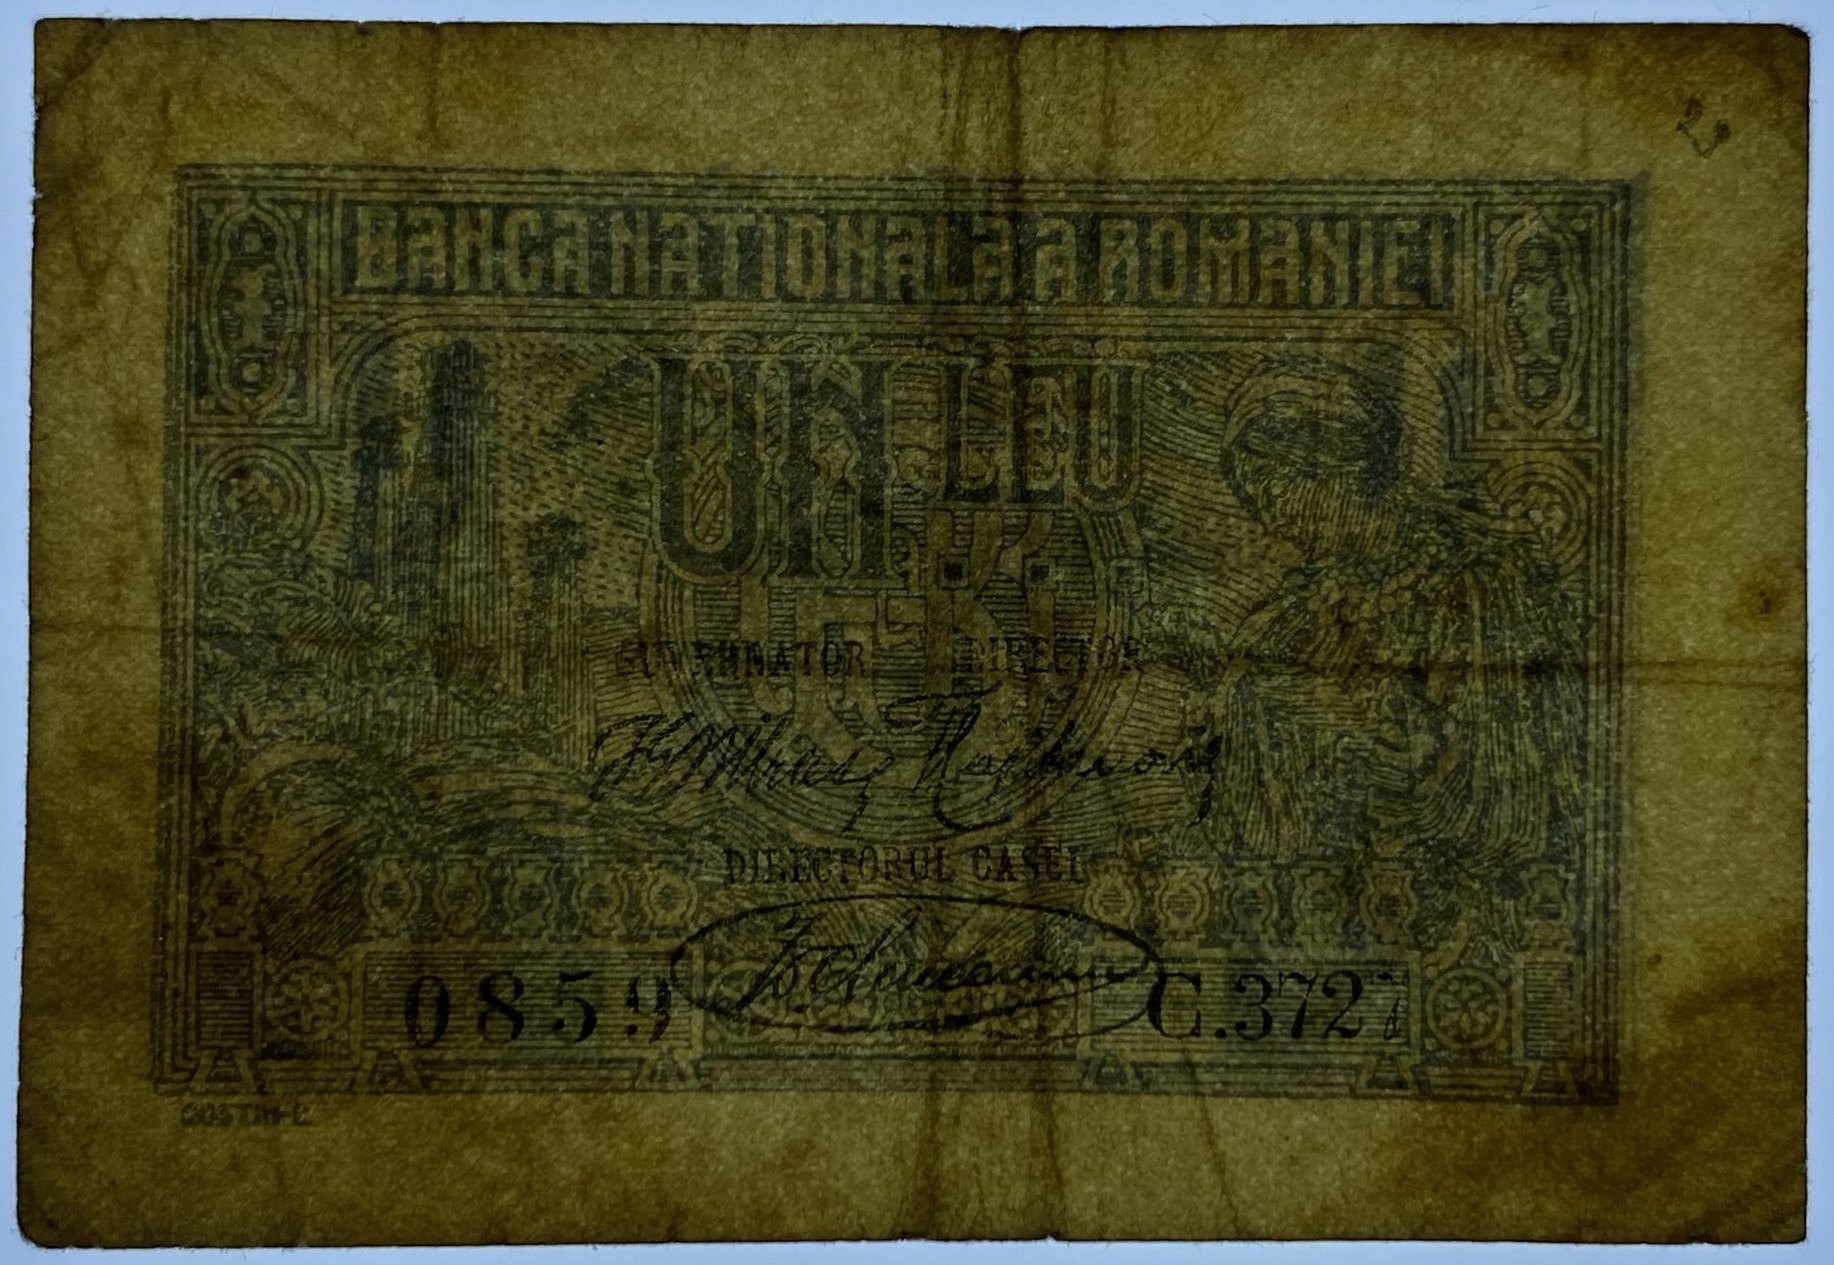 BANCA NATIONALA A ROMANIEI
UN LEU
GUVERNATOR DIRECTOR
DIRECTORUL CASEI
0859 C.3727